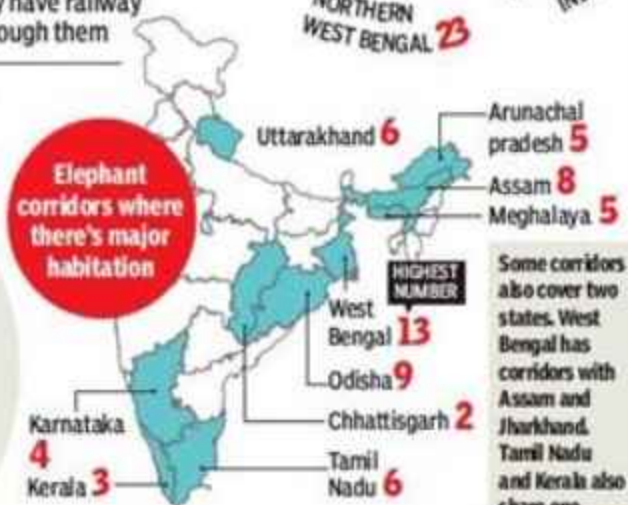 have railway
ough them
NORTHERN
WEST BENGAL 23
Elephant
corridors where
there's major
habitation
Uttarakhand 6
Arunachal
pradesh 5
Assam 8
Meghalaya 5
HIGHEST
NUMBER
West
Bengal 13
Odisha 9
Chhattisgarh 2
Tamil
Nadu 6
Karnataka
4
Kerala 3
Some corridors
also cover two
states. West
Bengal has
corridors with
Assam and
Jharkhand.
Tamil Nadu
and Kerala also